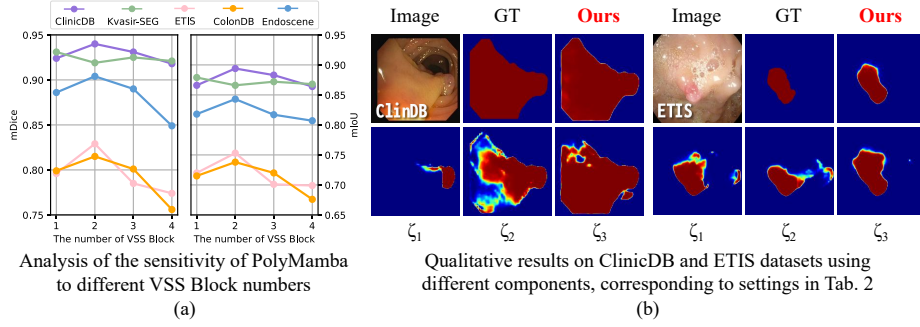 ClinicDB Kvasir-SEG ETIS ColonDB Endoscene
0.95 0.95
0.90 0.90
0.85 0.85
0.80 0.80
0.75
0.75 0.70
0.65
mDice
mIoU
1 2 3 4 1 2 3 4
The number of VSS Block The number of VSS Block
Analysis of the sensitivity of PolyMamba
to different VSS Block numbers
(a)
Image GT Ours Image GT Ours
ClinDB ETIS
ζ1 ζ2 ζ3 ζ1 ζ2 ζ3
Qualitative results on ClinicDB and ETIS datasets using
different components, corresponding to settings in Tab. 2
(b)